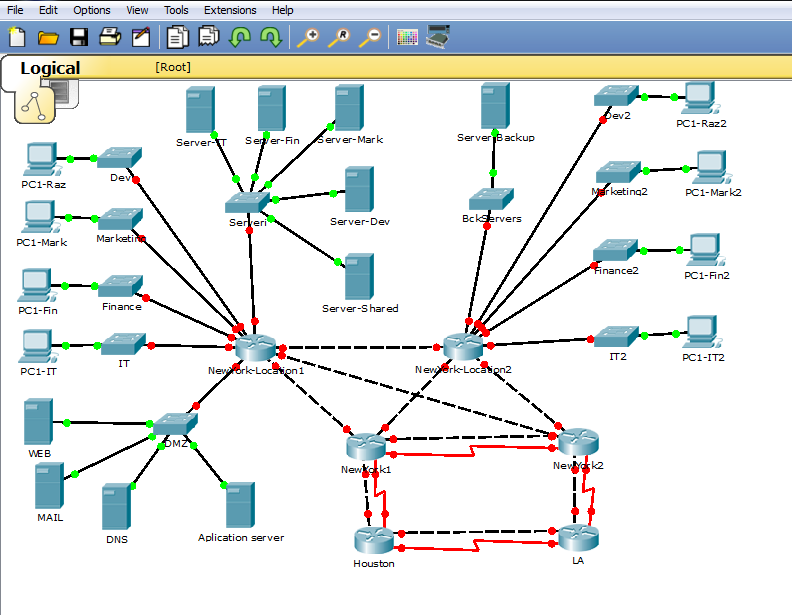 File Edit Options View Tools Extensions Help
Logical [Root]
Server-IT Server-Fin Server-Mark Server-Backup Dev2 PC1-Raz2
PC1-Raz Dev Marketing2 PC1-Mark2
Serveri Server-Dev BckServers
PC1-Mark Marketing
Finance2 PC1-Fin2
PC1-Fin Finance Server-Shared
PC1-IT IT NewYork-Location1 NewYork-Location2 IT2 PC1-IT2
WEB DMZ
NewYork1 NewYork2
MAIL DNS Aplication server
Houston LA